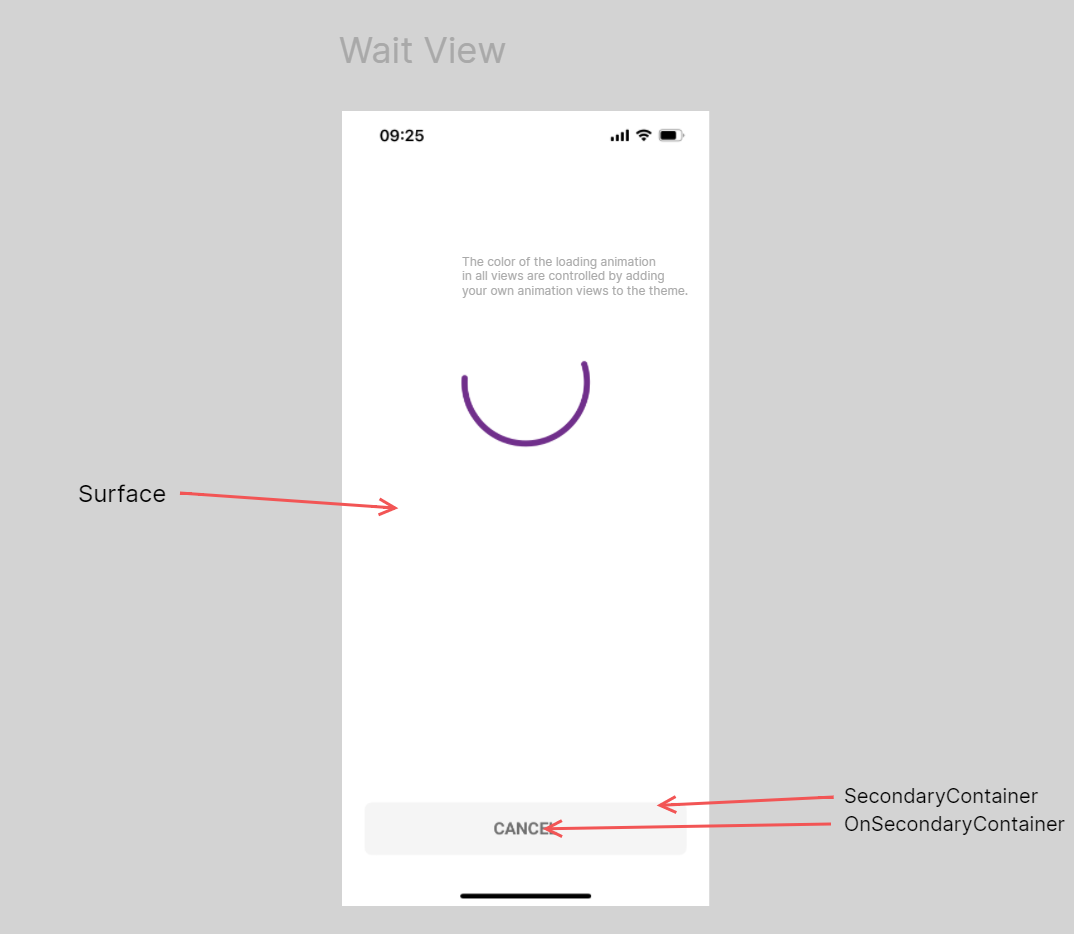 Wait View
09:25
The color of the loading animation
in all views are controlled by adding
your own animation views to the theme.
Surface
SecondaryContainer
CANCEL
OnSecondaryContainer